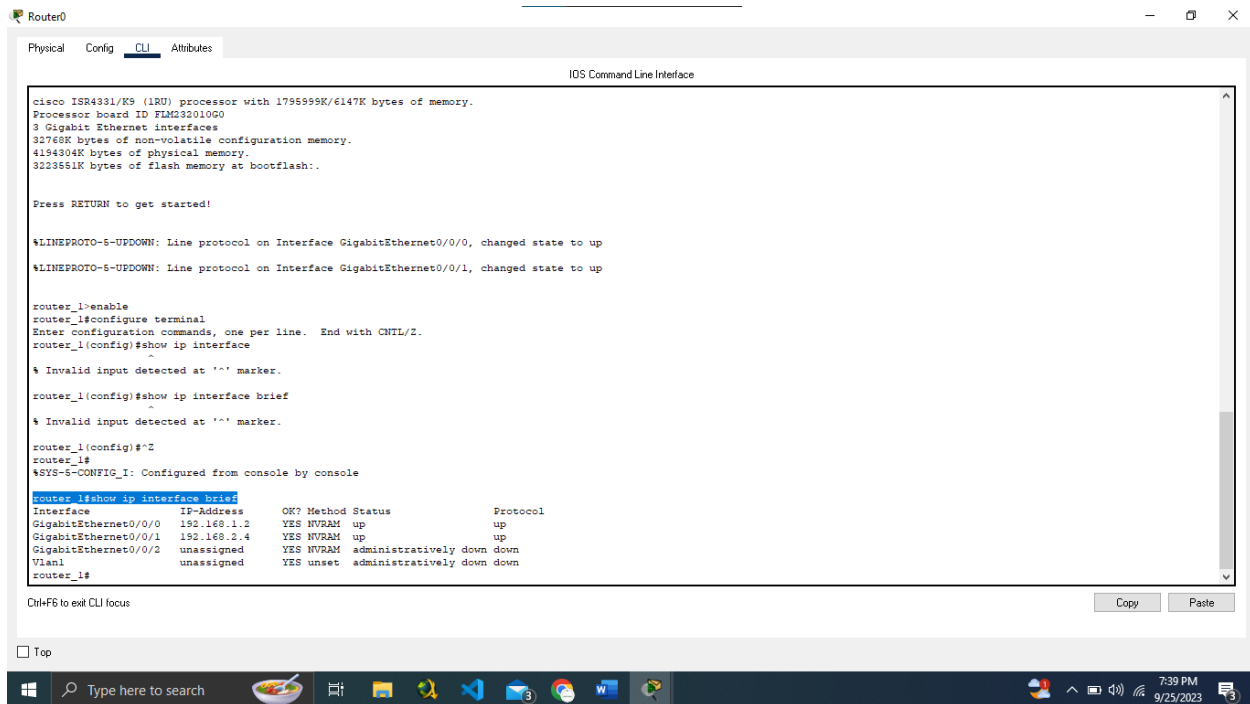 Router0
Physical Config CLI Attributes
IOS Command Line Interface
cisco ISR4331/K9 (1RU) processor with 1795999K/6147K bytes of memory.
Processor board ID FLM232010G0
3 Gigabit Ethernet interfaces
32768K bytes of non-volatile configuration memory.
4194304K bytes of physical memory.
3223551K bytes of flash memory at bootflash:.
Press RETURN to get started!
%LINEPROTO-5-UPDOWN: Line protocol on Interface GigabitEthernet0/0/0, changed state to up
%LINEPROTO-5-UPDOWN: Line protocol on Interface GigabitEthernet0/0/1, changed state to up
router_1>enable
router_1#configure terminal
Enter configuration commands, one per line.  End with CNTL/Z.
router_1(config)#show ip interface
^
% Invalid input detected at '^' marker.
router_1(config)#show ip interface brief
^
% Invalid input detected at '^' marker.
router_1(config)#^Z
router_1#
%SYS-5-CONFIG_I: Configured from console by console
router_1#show ip interface brief
Interface IP-Address OK? Method Status Protocol
GigabitEthernet0/0/0 192.168.1.2 YES NVRAM up up
GigabitEthernet0/0/1 192.168.2.4 YES NVRAM up up
GigabitEthernet0/0/2 unassigned YES NVRAM administratively down down
Vlan1 unassigned YES unset administratively down down
router_1#
Ctrl+F6 to exit CLI focus
Copy Paste
Top
Type here to search
7:39 PM
9/25/2023
3
3